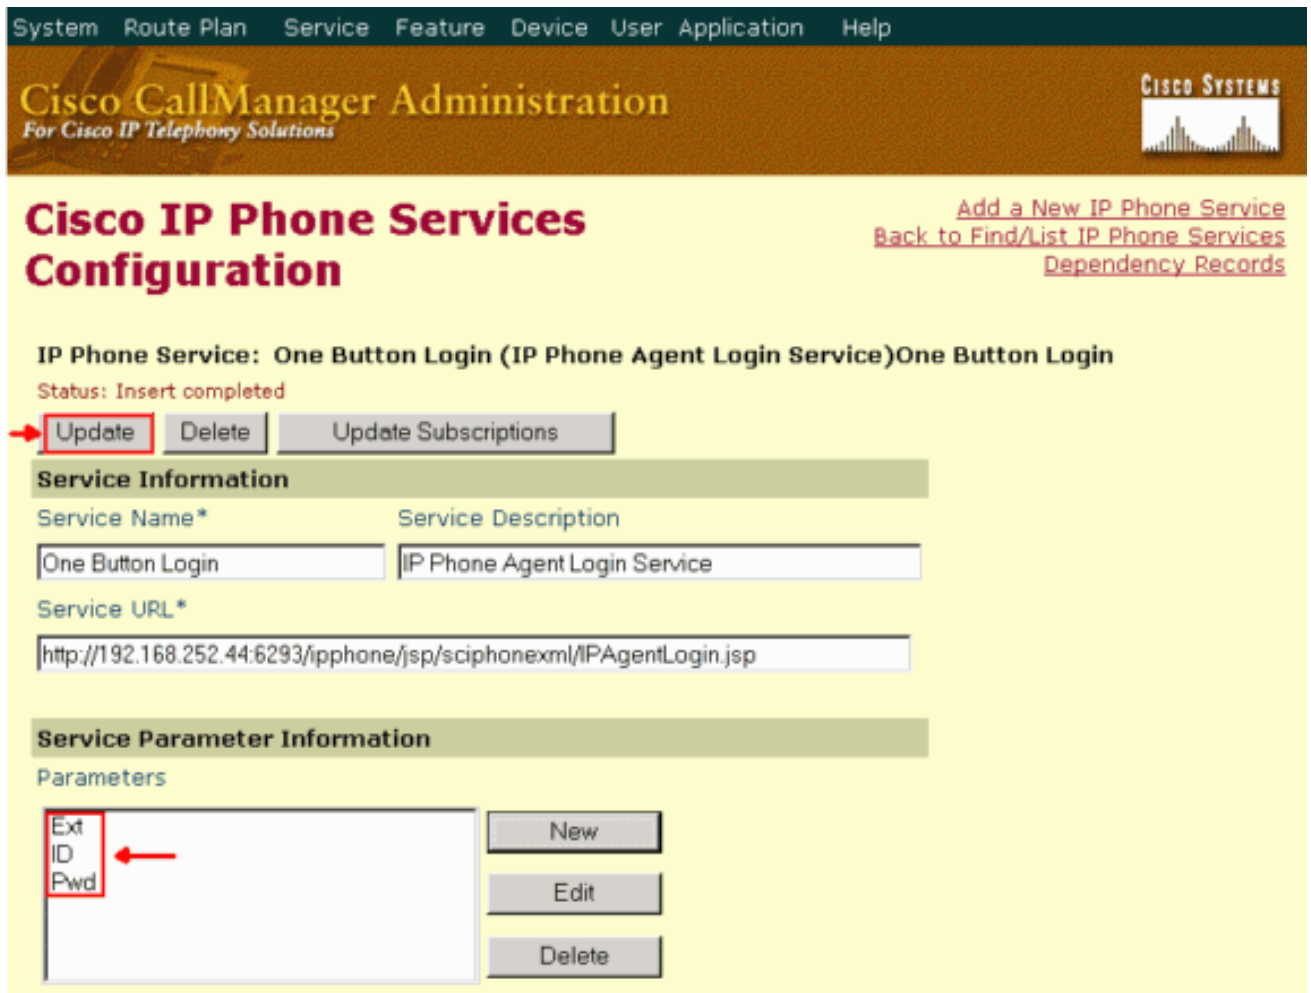 System Route Plan Service Feature Device User Application Help
Cisco CallManager Administration
For Cisco IP Telephony Solutions
CISCO SYSTEMS
Cisco IP Phone Services
Configuration
Add a New IP Phone Service
Back to Find/List IP Phone Services
Dependency Records
IP Phone Service: One Button Login (IP Phone Agent Login Service)One Button Login
Status: Insert completed
Update Delete Update Subscriptions
Service Information
Service Name* Service Description
One Button Login IP Phone Agent Login Service
Service URL*
http://192.168.252.44:6293/ipphone/jsp/sciphonexml/IPAgentLogin.jsp
Service Parameter Information
Parameters
Ext
ID
Pwd
New
Edit
Delete